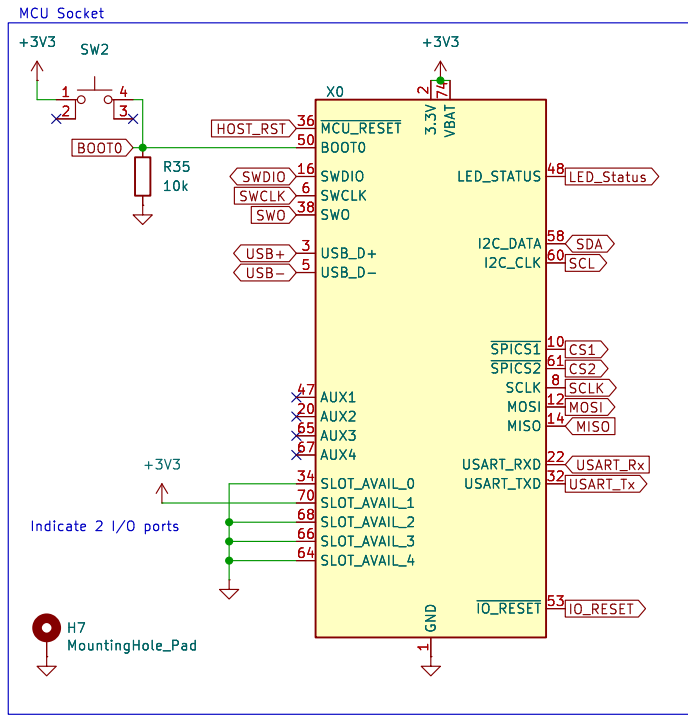 MCU Socket
+3V3
SW2
1
4
2
3
BOOT0
R35
10k
+3V3
X0
2
3.3V
74
VBAT
HOST_RST 36 MCU_RESET
50 BOOT0
SWDIO 16 SWDIO
SWCLK 6 SWCLK
SWO 38 SWO
USB+ 3 USB_D+
USB- 5 USB_D-
47 AUX1
20 AUX2
65 AUX3
67 AUX4
+3V3
34 SLOT_AVAIL_0
70 SLOT_AVAIL_1
68 SLOT_AVAIL_2
66 SLOT_AVAIL_3
64 SLOT_AVAIL_4
Indicate 2 I/O ports
LED_STATUS 48 LED_Status
I2C_DATA 58 SDA
I2C_CLK 60 SCL
SPICS1 10 CS1
SPICS2 61 CS2
SCLK 8 SCLK
MOSI 12 MOSI
MISO 14 MISO
USART_RXD 22 USART_Rx
USART_TXD 32 USART_Tx
IO_RESET 53 IO_RESET
GND
1
H7
MountingHole_Pad